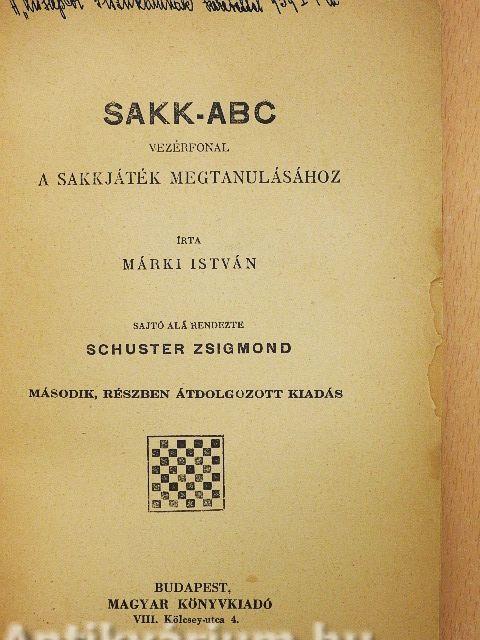 SAKK-ABC
VEZÉRFONAL
A SAKKJÁTÉK MEGTANULÁSÁHOZ
ÍRTA
MÁRKI ISTVÁN
SAJTÓ ALÁ RENDEZTE
SCHUSTER ZSIGMOND
MÁSODIK, RÉSZBEN ÁTDOLGOZOTT KIADÁS
BUDAPEST,
MAGYAR KÖNYVKIADÓ
VIII. Kölcsey-utca 4.